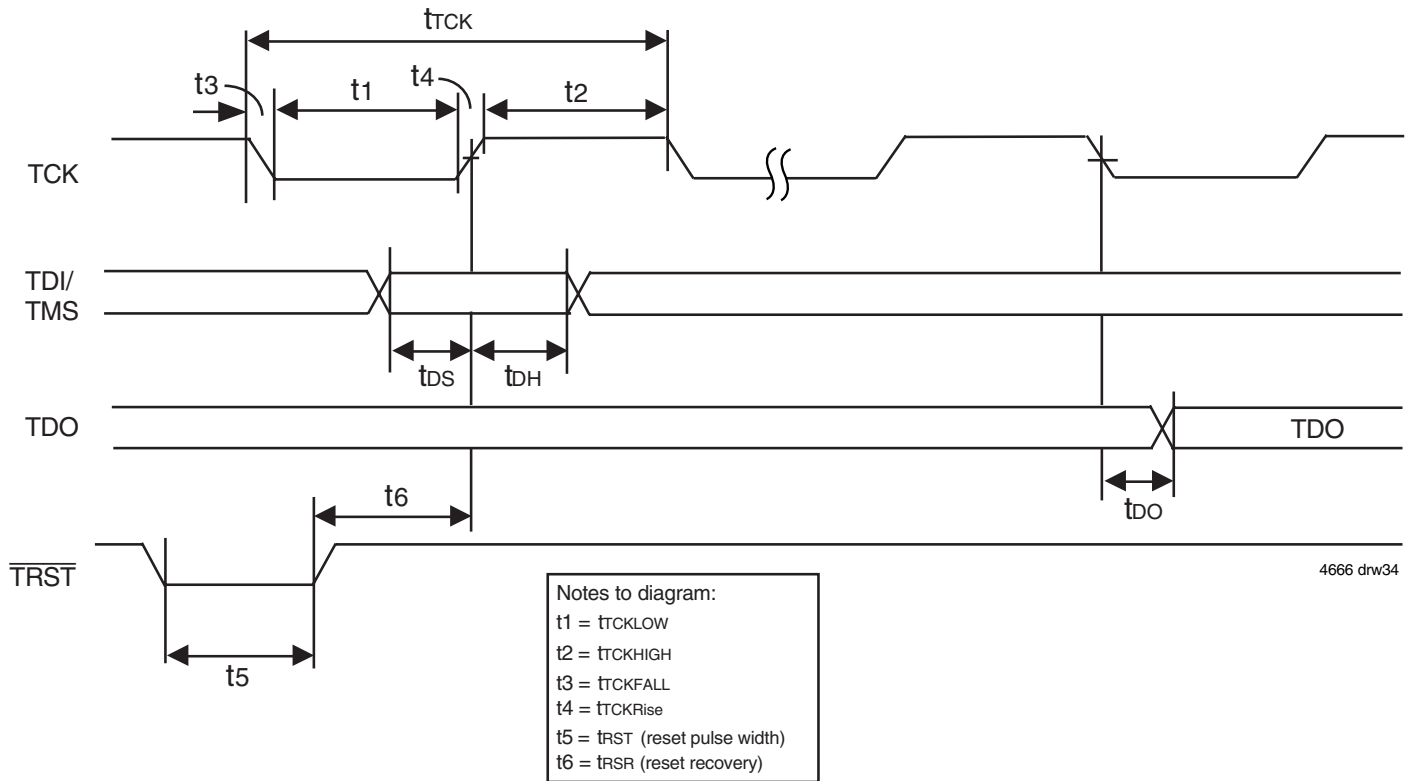 tTCK
t3
t1
t4
t2
TCK
TDI/
TMS
tDS
tDH
TDO
TDO
t6
tDO
TRST
4666 drw34
t5
Notes to diagram:
t1 = tTCKLOW
t2 = tTCKHIGH
t3 = tTCKFALL
t4 = tTCKRise
t5 = tRST (reset pulse width)
t6 = tRSR (reset recovery)